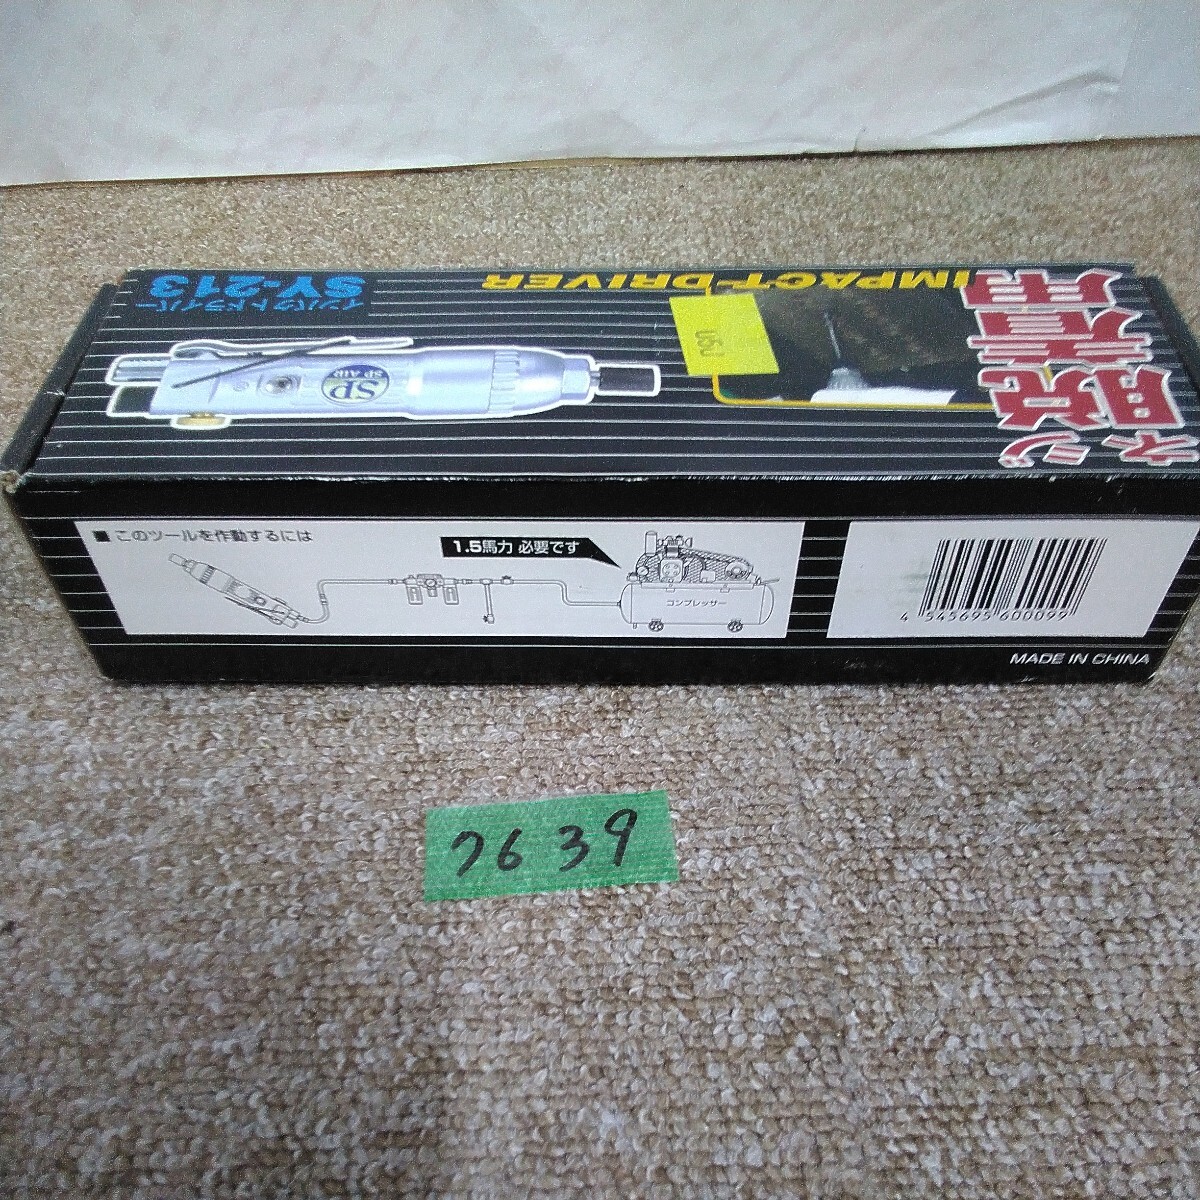 インパクトドライバー
SY-213
IMPACT DRIVER
SP
SP AIR
ネジ
脱着用
■ このツールを作動するには
1.5馬力 必要です
コンプレッサー
4 545695 600099
MADE IN CHINA
7639